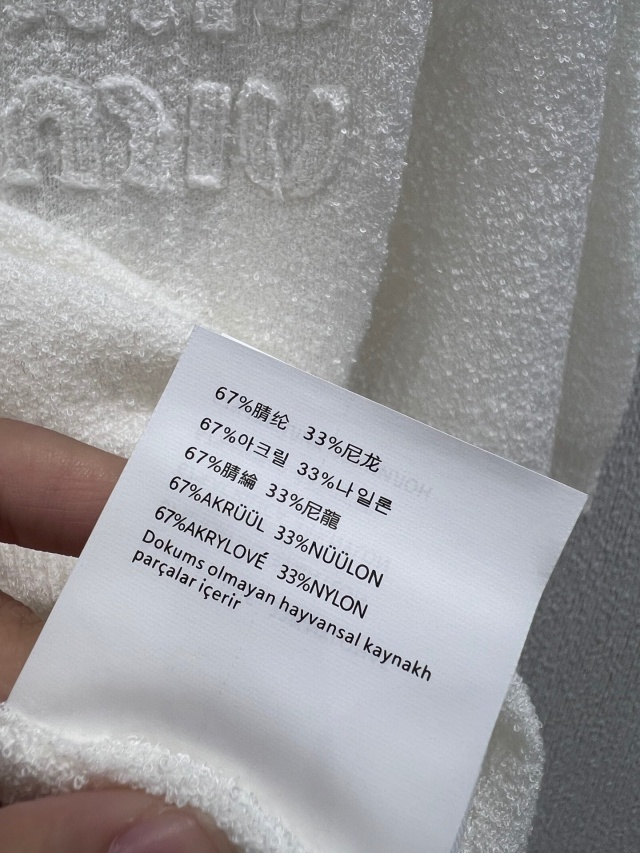 miu
67%腈纶 33%尼龙
67%아크릴 33%나일론
67%腈綸 33%尼龍
67%AKRÜÜL 33%NÜÜLON
67%AKRYLOVÉ 33%NYLON
Dokums olmayan hayvansal kaynakh
parçalar içerir